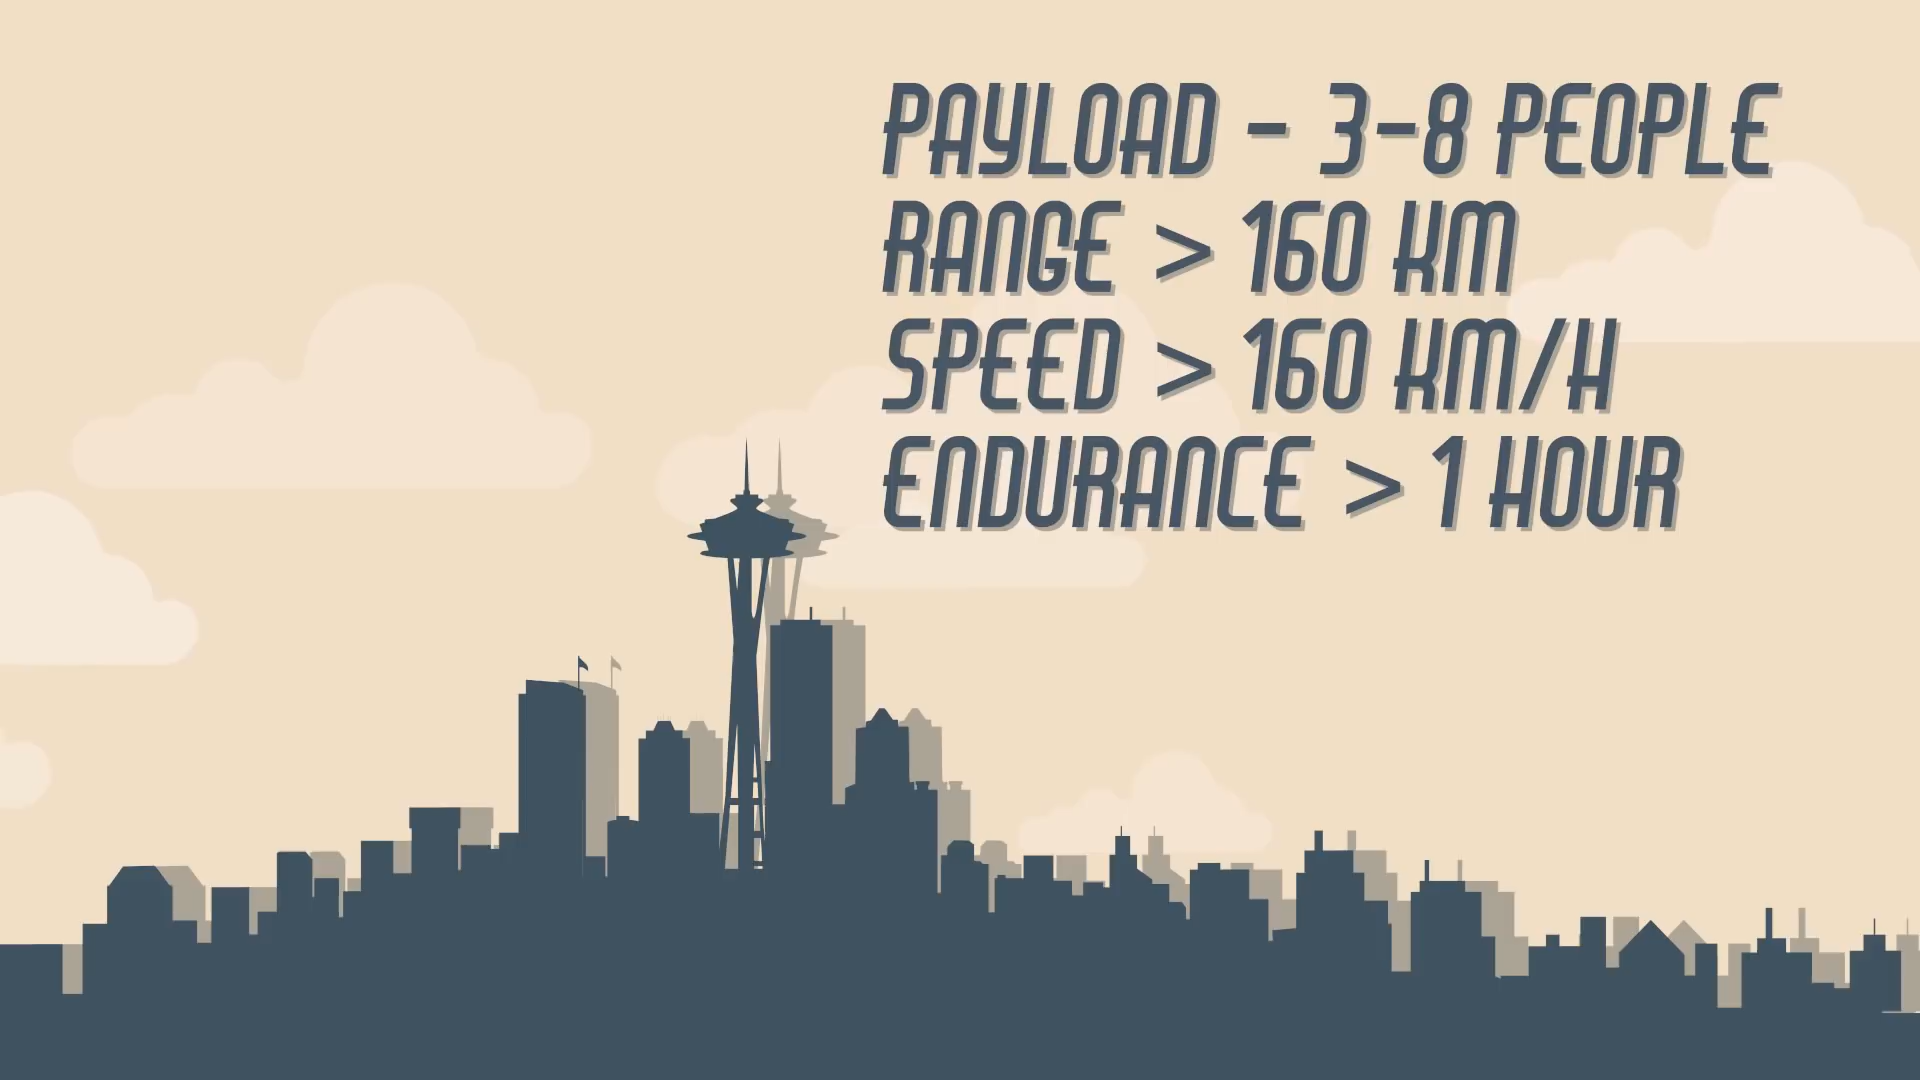 PAYLOAD - 3-8 PEOPLE
RANGE > 160 KM
SPEED > 160 KM/H
ENDURANCE > 1 HOUR